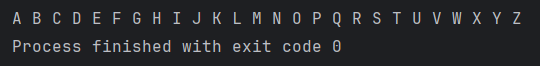 A B C D E F G H I J K L M N O P Q R S T U V W X Y Z
Process finished with exit code 0